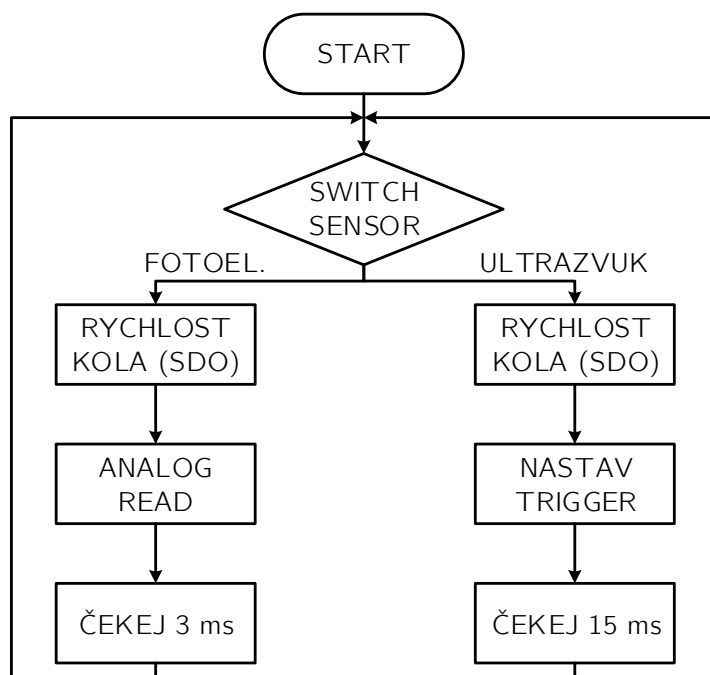 START
SWITCH
SENSOR
FOTOEL.
ULTRAZVUK
RYCHLOST
KOLA (SDO)
RYCHLOST
KOLA (SDO)
ANALOG
READ
NASTAV
TRIGGER
ČEKEJ 3 ms
ČEKEJ 15 ms